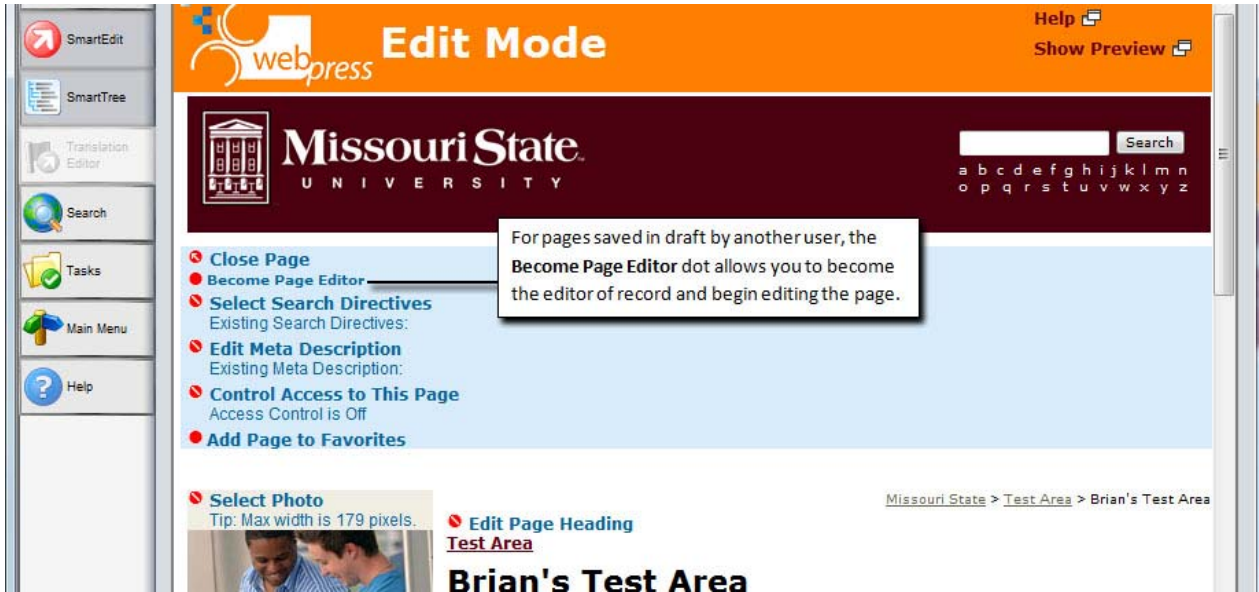 SmartEdit
SmartTree
Translation
Editor
Search
Tasks
Main Menu
Help
webpress
Edit Mode
Help
Show Preview
Missouri State
UNIVERSITY
Search
a b c d e f g h i j k l m n
o p q r s t u v w x y z
Close Page
Become Page Editor
Select Search Directives
Existing Search Directives:
Edit Meta Description
Existing Meta Description:
Control Access to This Page
Access Control is Off
Add Page to Favorites
For pages saved in draft by another user, the
Become Page Editor dot allows you to become
the editor of record and begin editing the page.
Select Photo
Tip: Max width is 179 pixels.
Missouri State > Test Area > Brian's Test Area
Edit Page Heading
Test Area
Brian's Test Area